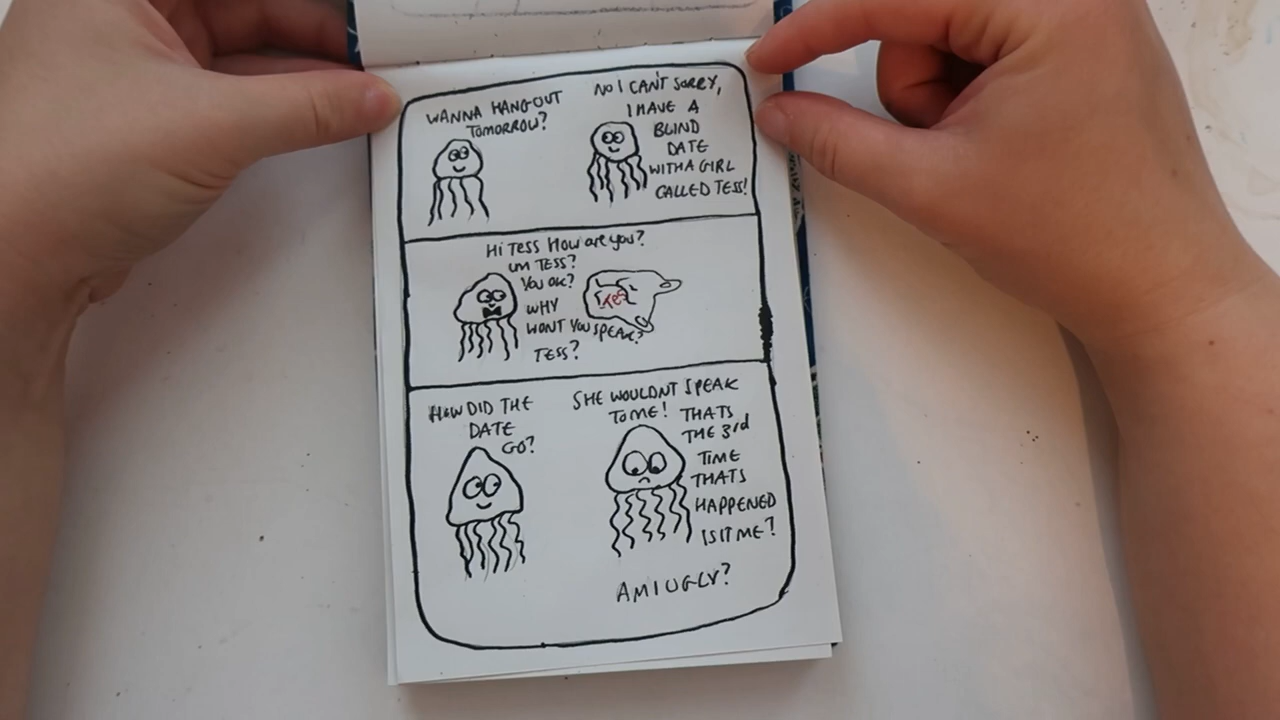 WANNA HANGOUT
TOMORROW?
NO I CAN'T SORRY,
I HAVE A
BLIND
DATE
WITH A GIRL
CALLED TESS!
Hi TESS How are you?
um TESS?
You ok?
WHY
WONT YOU SPEAK?
TESS?
HOW DID THE
DATE
GO?
SHE WOULDNT SPEAK
TO ME! THATS
THE 3rd
TIME
THATS
HAPPENED
IS IT ME?
AM I UGLY?